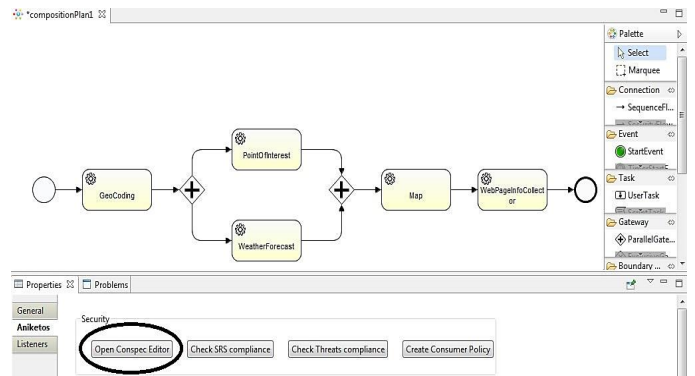 *compositionPlan1
Palette
Select
Marquee
Connection
SequenceFl...
Event
StartEvent
Task
UserTask
Gateway
ParallelGate...
Boundary ...
GeoCoding
PointOfInterest
WeatherForecast
Map
WebPageInfoCollect
or
Properties
Problems
General
Aniketos
Listeners
Security
Open Conspec Editor
Check SRS compliance
Check Threats compliance
Create Consumer Policy